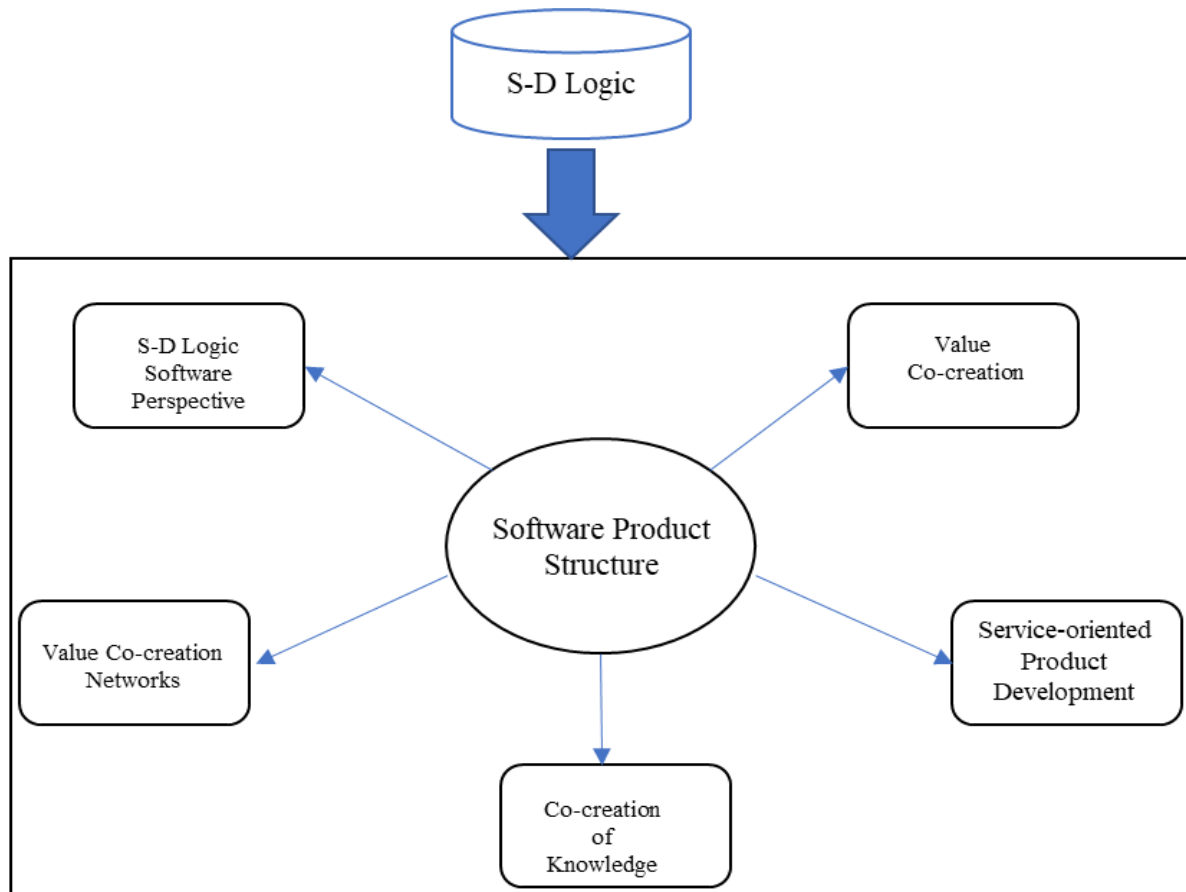 S-D Logic
S-D Logic
Software
Perspective
Value
Co-creation
Software Product
Structure
Value Co-creation
Networks
Service-oriented
Product
Development
Co-creation
of
Knowledge